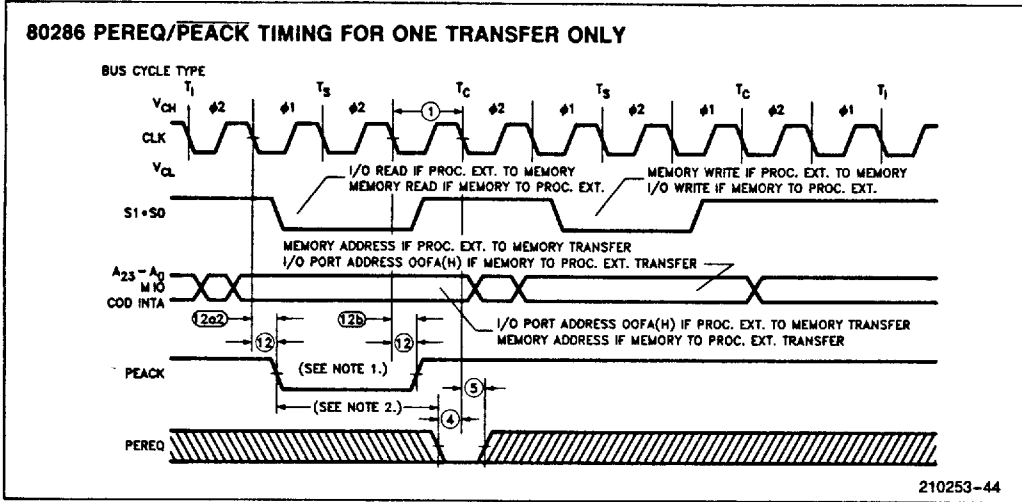 80286 PEREQ/PEACK TIMING FOR ONE TRANSFER ONLY
BUS CYCLE TYPE
TI TS TC TS TC TI
VCH φ2 φ1 φ2 1 φ2 φ1 φ2 φ1 φ2 φ1
CLK
VCL
I/O READ IF PROC. EXT. TO MEMORY
MEMORY READ IF MEMORY TO PROC. EXT.
MEMORY WRITE IF PROC. EXT. TO MEMORY
I/O WRITE IF MEMORY TO PROC. EXT.
S1•S0
MEMORY ADDRESS IF PROC. EXT. TO MEMORY TRANSFER
I/O PORT ADDRESS 00FA(H) IF MEMORY TO PROC. EXT. TRANSFER
A23-A0
M IO
COD INTA
I/O PORT ADDRESS 00FA(H) IF PROC. EXT. TO MEMORY TRANSFER
MEMORY ADDRESS IF MEMORY TO PROC. EXT. TRANSFER
12a2 12b
12 12
PEACK
(SEE NOTE 1.)
5
(SEE NOTE 2.)
4
PEREQ
210253-44